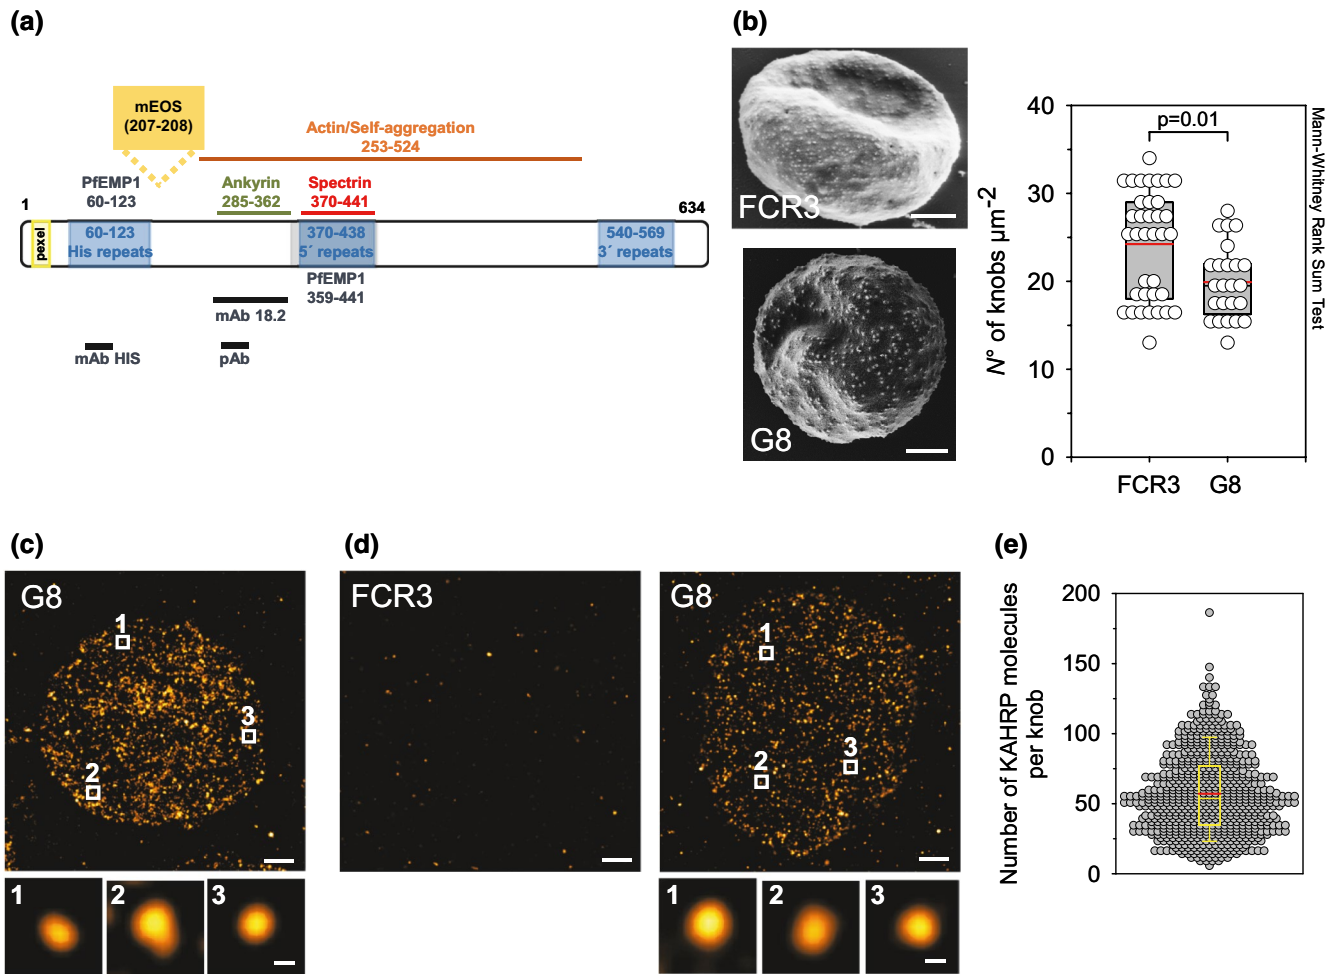 (a)
mEOS
(207-208)
Actin/Self-aggregation
253-524
PfEMP1
60-123
Ankyrin
285-362
Spectrin
370-441
1
634
pexel
60-123
His repeats
370-438
5´ repeats
540-569
3´ repeats
PfEMP1
359-441
mAb 18.2
mAb HIS
pAb
(b)
FCR3
G8
N° of knobs µm-2
40
30
20
10
0
p=0.01
FCR3
G8
Mann-Whitney Rank Sum Test
(c)
G8
1
2
3
1
2
3
(d)
FCR3
G8
1
2
3
1
2
3
(e)
Number of KAHRP molecules
per knob
200
150
100
50
0